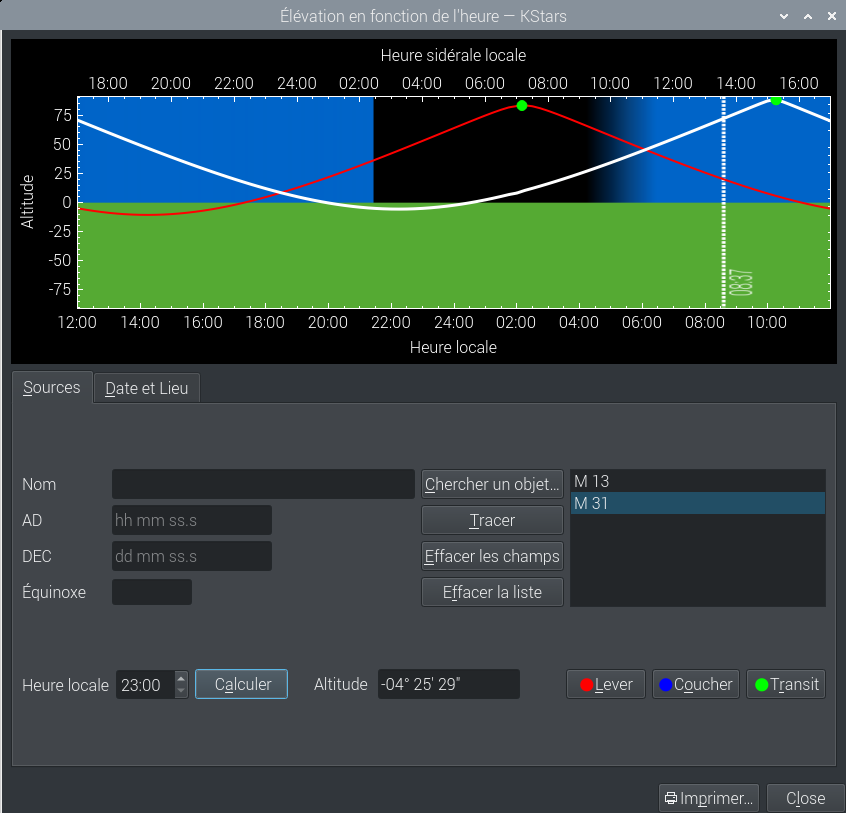 Élévation en fonction de l'heure — KStars
Heure sidérale locale
18:00 20:00 22:00 24:00 02:00 04:00 06:00 08:00 10:00 12:00 14:00 16:00
Altitude
75
50
25
0
-25
-50
-75
08:37
12:00 14:00 16:00 18:00 20:00 22:00 00:00 02:00 04:00 06:00 08:00 10:00
Heure locale
Sources Date et Lieu
Nom Chercher un objet... M 13
M 31
AD hh mm ss.s Tracer
DEC dd mm ss.s Effacer les champs
Équinoxe Effacer la liste
Heure locale 23:00 Calculer Altitude -04° 25' 29" Lever Coucher Transit
Imprimer... Close